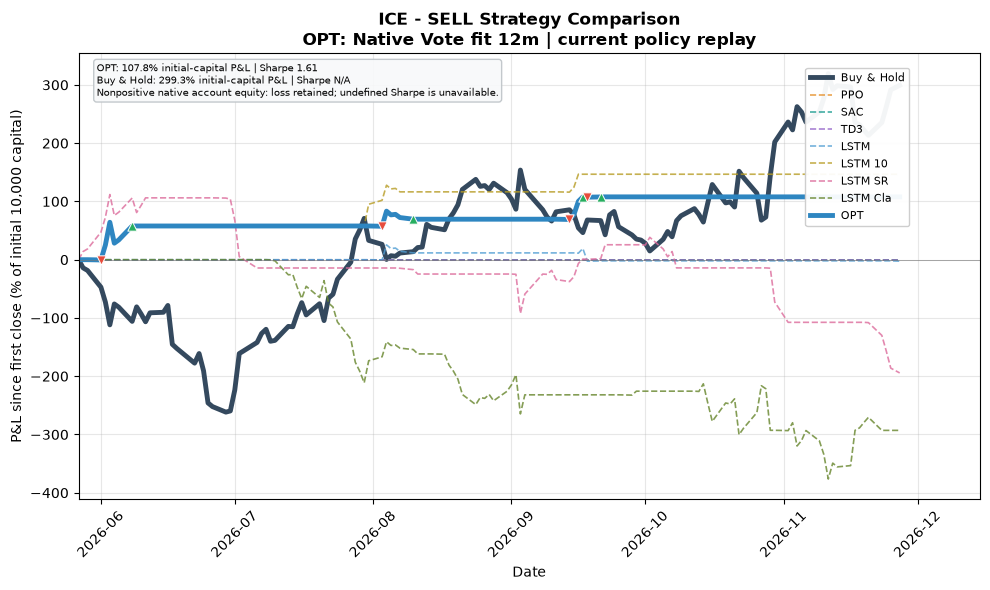 ICE - SELL Strategy Comparison
OPT: Native Vote fit 12m | current policy replay
OPT: 107.8% initial-capital P&L | Sharpe 1.61
Buy & Hold: 299.3% initial-capital P&L | Sharpe N/A
Nonpositive native account equity: loss retained; undefined Sharpe is unavailable.
Buy & Hold
PPO
SAC
TD3
LSTM
LSTM 10
LSTM SR
LSTM Cla
OPT
P&L since first close (% of initial 10,000 capital)
300
200
100
0
−100
−200
−300
−400
2026-06
2026-07
2026-08
2026-09
2026-10
2026-11
2026-12
Date